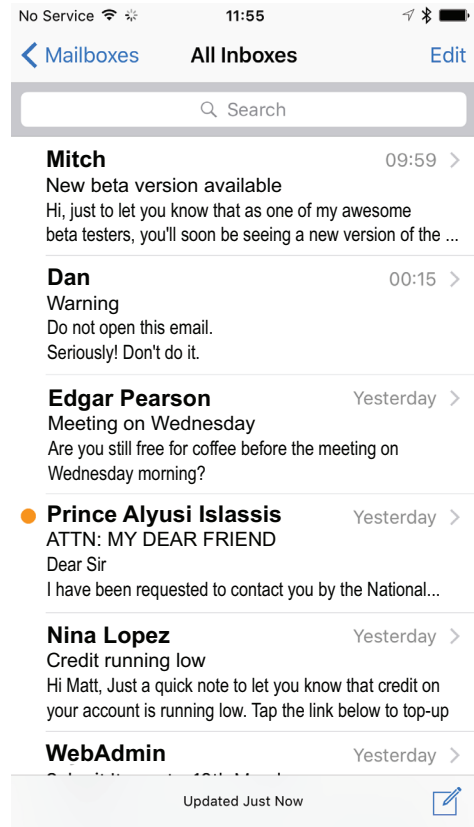 No Service 11:55
Mailboxes All Inboxes Edit
Search
Mitch 09:59
New beta version available
Hi, just to let you know that as one of my awesome
beta testers, you'll soon be seeing a new version of the ...
Dan 00:15
Warning
Do not open this email.
Seriously! Don't do it.
Edgar Pearson Yesterday
Meeting on Wednesday
Are you still free for coffee before the meeting on
Wednesday morning?
Prince Alyusi Islassis Yesterday
ATTN: MY DEAR FRIEND
Dear Sir
I have been requested to contact you by the National...
Nina Lopez Yesterday
Credit running low
Hi Matt, Just a quick note to let you know that credit on
your account is running low. Tap the link below to top-up
WebAdmin Yesterday
Updated Just Now